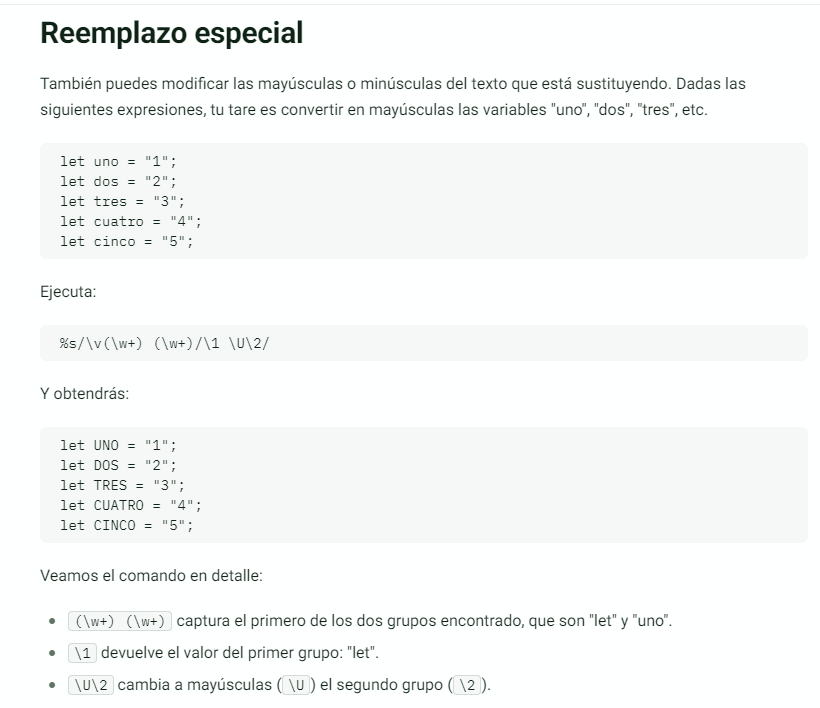 Reemplazo especial
También puedes modificar las mayúsculas o minúsculas del texto que está sustituyendo. Dadas las
siguientes expresiones, tu tare es convertir en mayúsculas las variables "uno", "dos", "tres", etc.
let uno = "1";
let dos = "2";
let tres = "3";
let cuatro = "4";
let cinco = "5";
Ejecuta:
%s/\v(\w+) (\w+)/\1 \U\2/
Y obtendrás:
let UNO = "1";
let DOS = "2";
let TRES = "3";
let CUATRO = "4";
let CINCO = "5";
Veamos el comando en detalle:
• (\w+) (\w+) captura el primero de los dos grupos encontrado, que son "let" y "uno".
• \1 devuelve el valor del primer grupo: "let".
• \U\2 cambia a mayúsculas ( \U ) el segundo grupo ( \2 ).